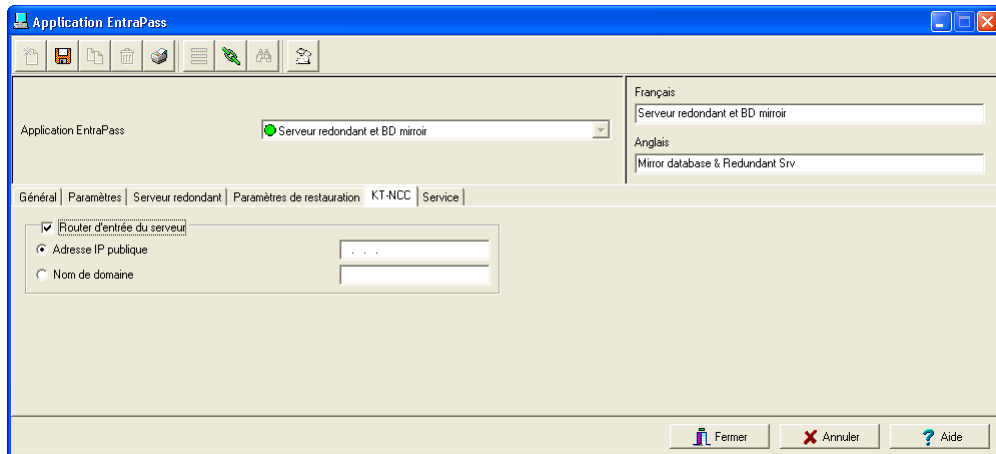 Application EntraPass
Application EntraPass
Serveur redondant et BD mirroir
Français
Serveur redondant et BD mirroir
Anglais
Mirror database & Redundant Srv
Général
Paramètres
Serveur redondant
Paramètres de restauration
KT-NCC
Service
Router d'entrée du serveur
Adresse IP publique
. . .
Nom de domaine
Fermer
Annuler
? Aide